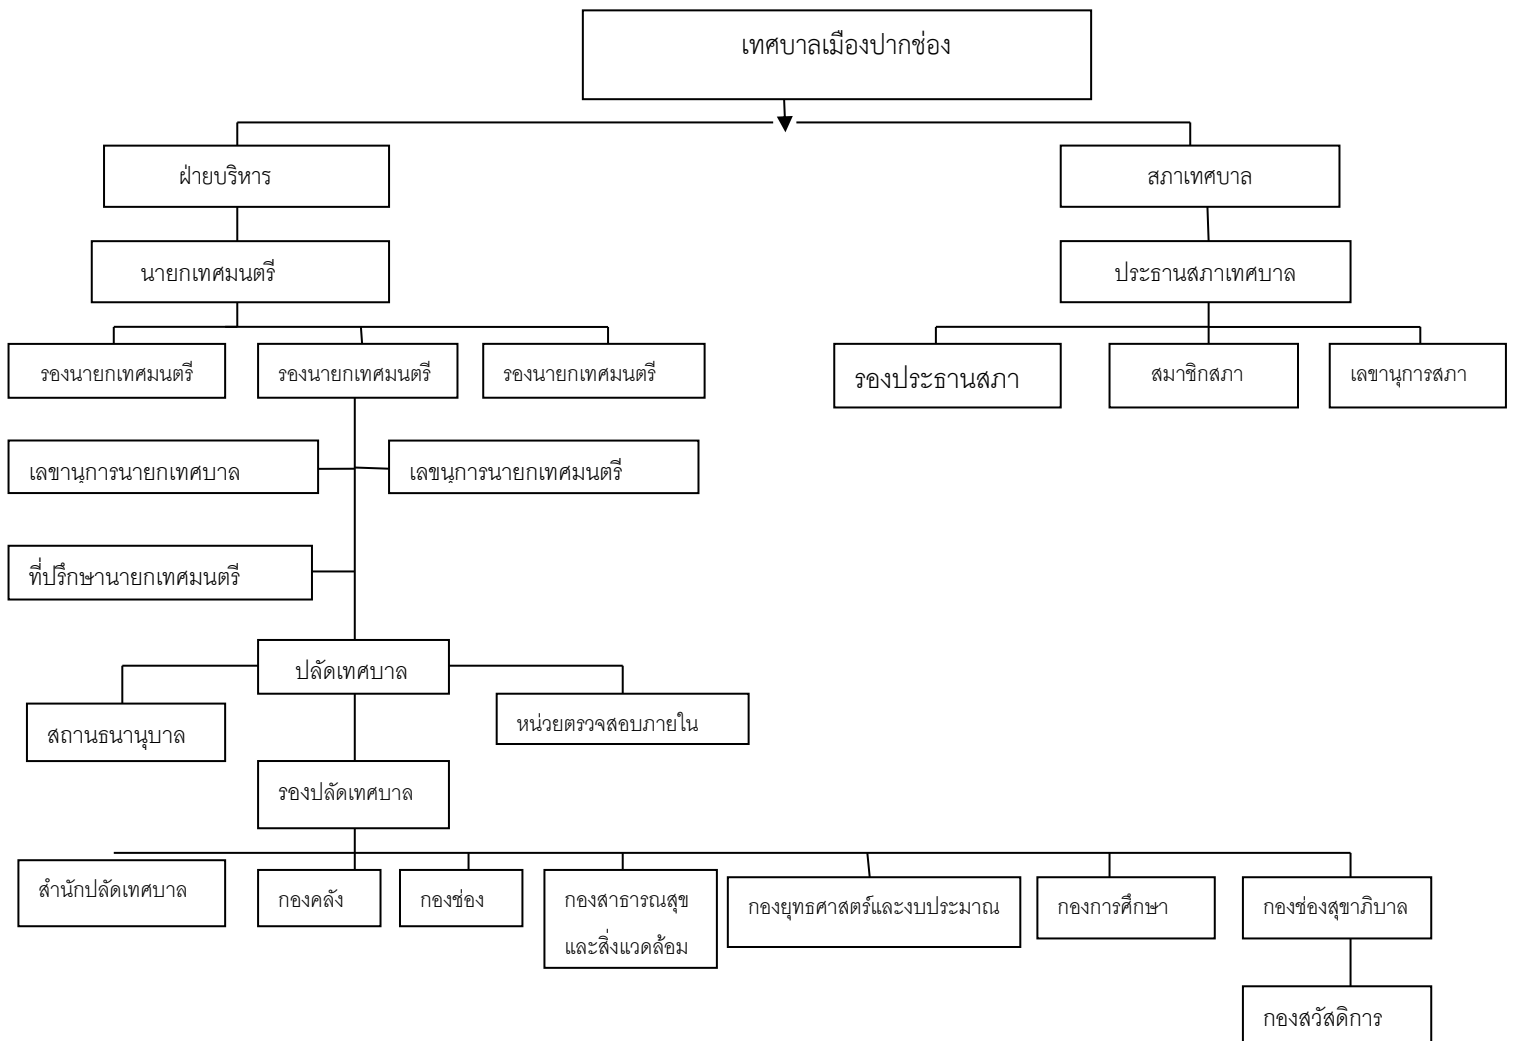 เทศบาลเมืองปากช่อง
ฝ่ายบริหาร
สภาเทศบาล
นายกเทศมนตรี
ประธานสภาเทศบาล
รองนายกเทศมนตรี
รองนายกเทศมนตรี
รองนายกเทศมนตรี
รองประธานสภา
สมาชิกสภา
เลขานุการสภา
เลขานุการนายกเทศบาล
เลขนุการนายกเทศมนตรี
ที่ปรึกษานายกเทศมนตรี
ปลัดเทศบาล
สถานธนานุบาล
หน่วยตรวจสอบภายใน
รองปลัดเทศบาล
สำนักปลัดเทศบาล
กองคลัง
กองช่อง
กองสาธารณสุข
และสิ่งแวดล้อม
กองยุทธศาสตร์และงบประมาณ
กองการศึกษา
กองช่องสุขาภิบาล
กองสวัสดิการ